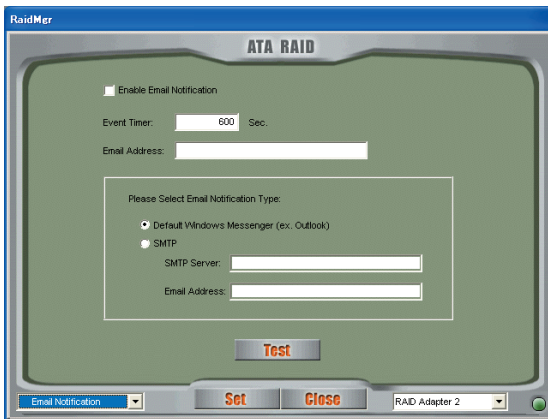 RaidMgr
ATA RAID
Enable Email Notification
Event Timer: 600 Sec.
Email Address:
Please Select Email Notification Type:
Default Windows Messenger (ex. Outlook)
SMTP
SMTP Server:
Email Address:
Test
Email Notification Set Close RAID Adapter 2